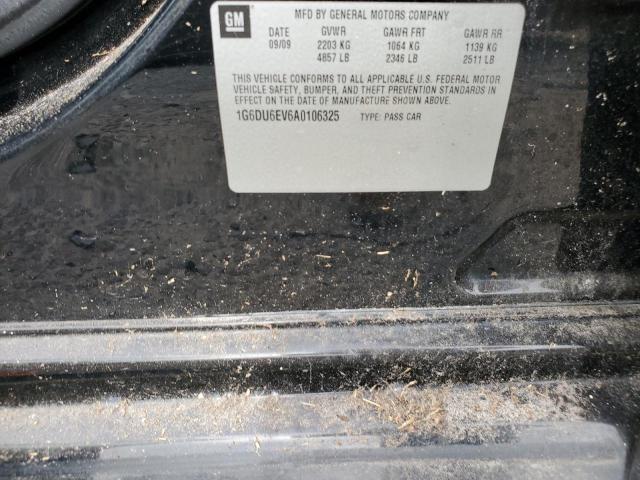 GM
MFD BY GENERAL MOTORS COMPANY
DATE GVWR GAWR FRT GAWR RR
09/09 2203 KG 1064 KG 1139 KG
4857 LB 2346 LB 2511 LB
THIS VEHICLE CONFORMS TO ALL APPLICABLE U.S. FEDERAL MOTOR
VEHICLE SAFETY, BUMPER, AND THEFT PREVENTION STANDARDS
IN EFFECT ON THE DATE OF MANUFACTURE SHOWN ABOVE.
1G6DU6EV6A0106325 TYPE: PASS CAR